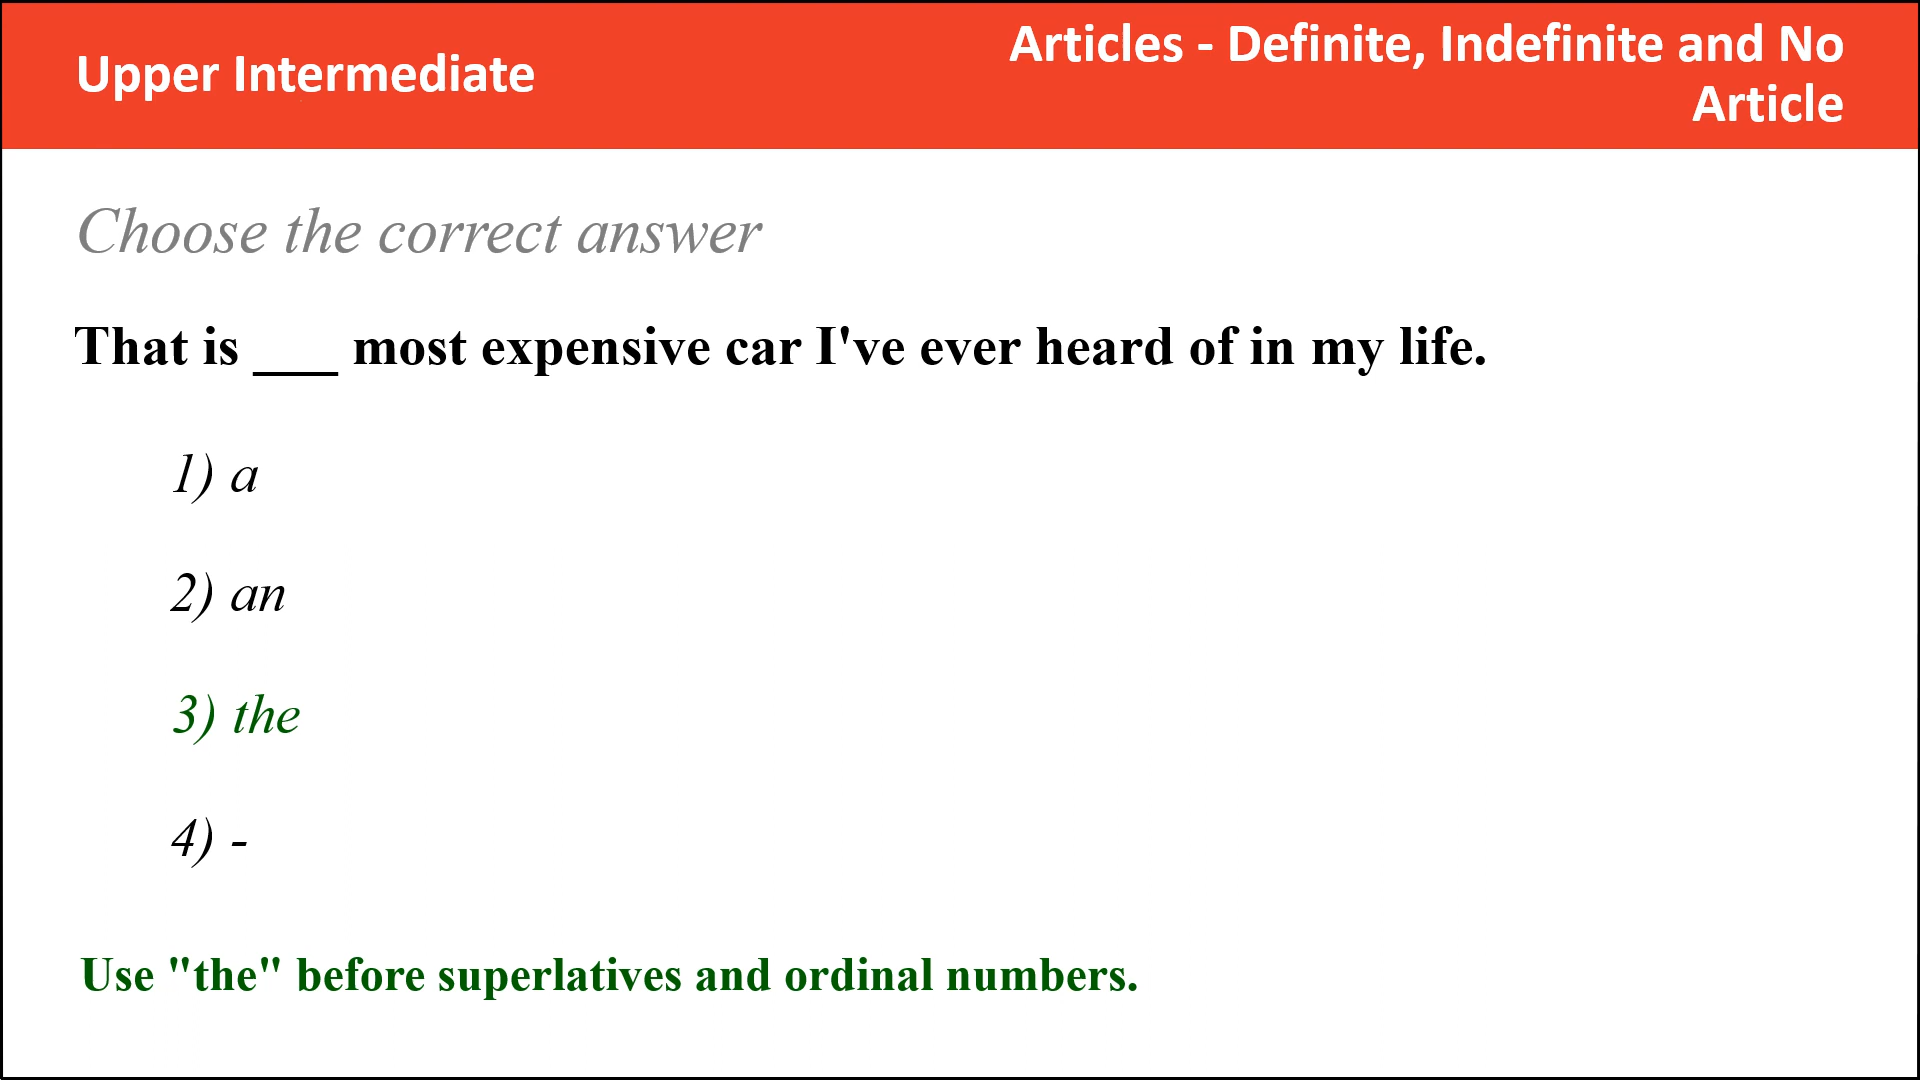 Upper Intermediate
Articles - Definite, Indefinite and No
Article
Choose the correct answer
That is ___ most expensive car I've ever heard of in my life.
1) a
2) an
3) the
4) -
Use "the" before superlatives and ordinal numbers.